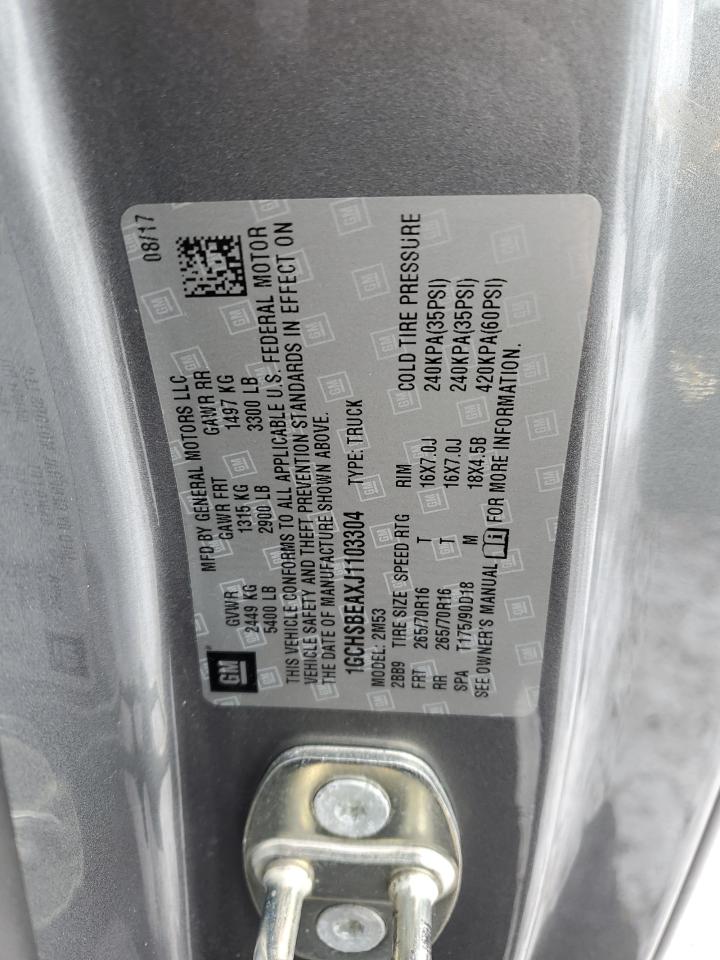 08/17
MFD BY GENERAL MOTORS LLC
GVWR GAWR FRT GAWR RR
2449 KG 1315 KG 1497 KG
5400 LB 2900 LB 3300 LB
GM
THIS VEHICLE CONFORMS TO ALL APPLICABLE U.S. FEDERAL MOTOR
VEHICLE SAFETY AND THEFT PREVENTION STANDARDS IN EFFECT ON
THE DATE OF MANUFACTURE SHOWN ABOVE.
1GCHSBEAXJ1103304 TYPE: TRUCK
MODEL: 2M53
2BB9 TIRE SIZE SPEED RTG RIM COLD TIRE PRESSURE
FRT 265/70R16 T 16X7.0J 240KPA(35PSI)
RR 265/70R16 T 16X7.0J 240KPA(35PSI)
SPA T175/90D18 M 18X4.5B 420KPA(60PSI)
SEE OWNER'S MANUAL FOR MORE INFORMATION.